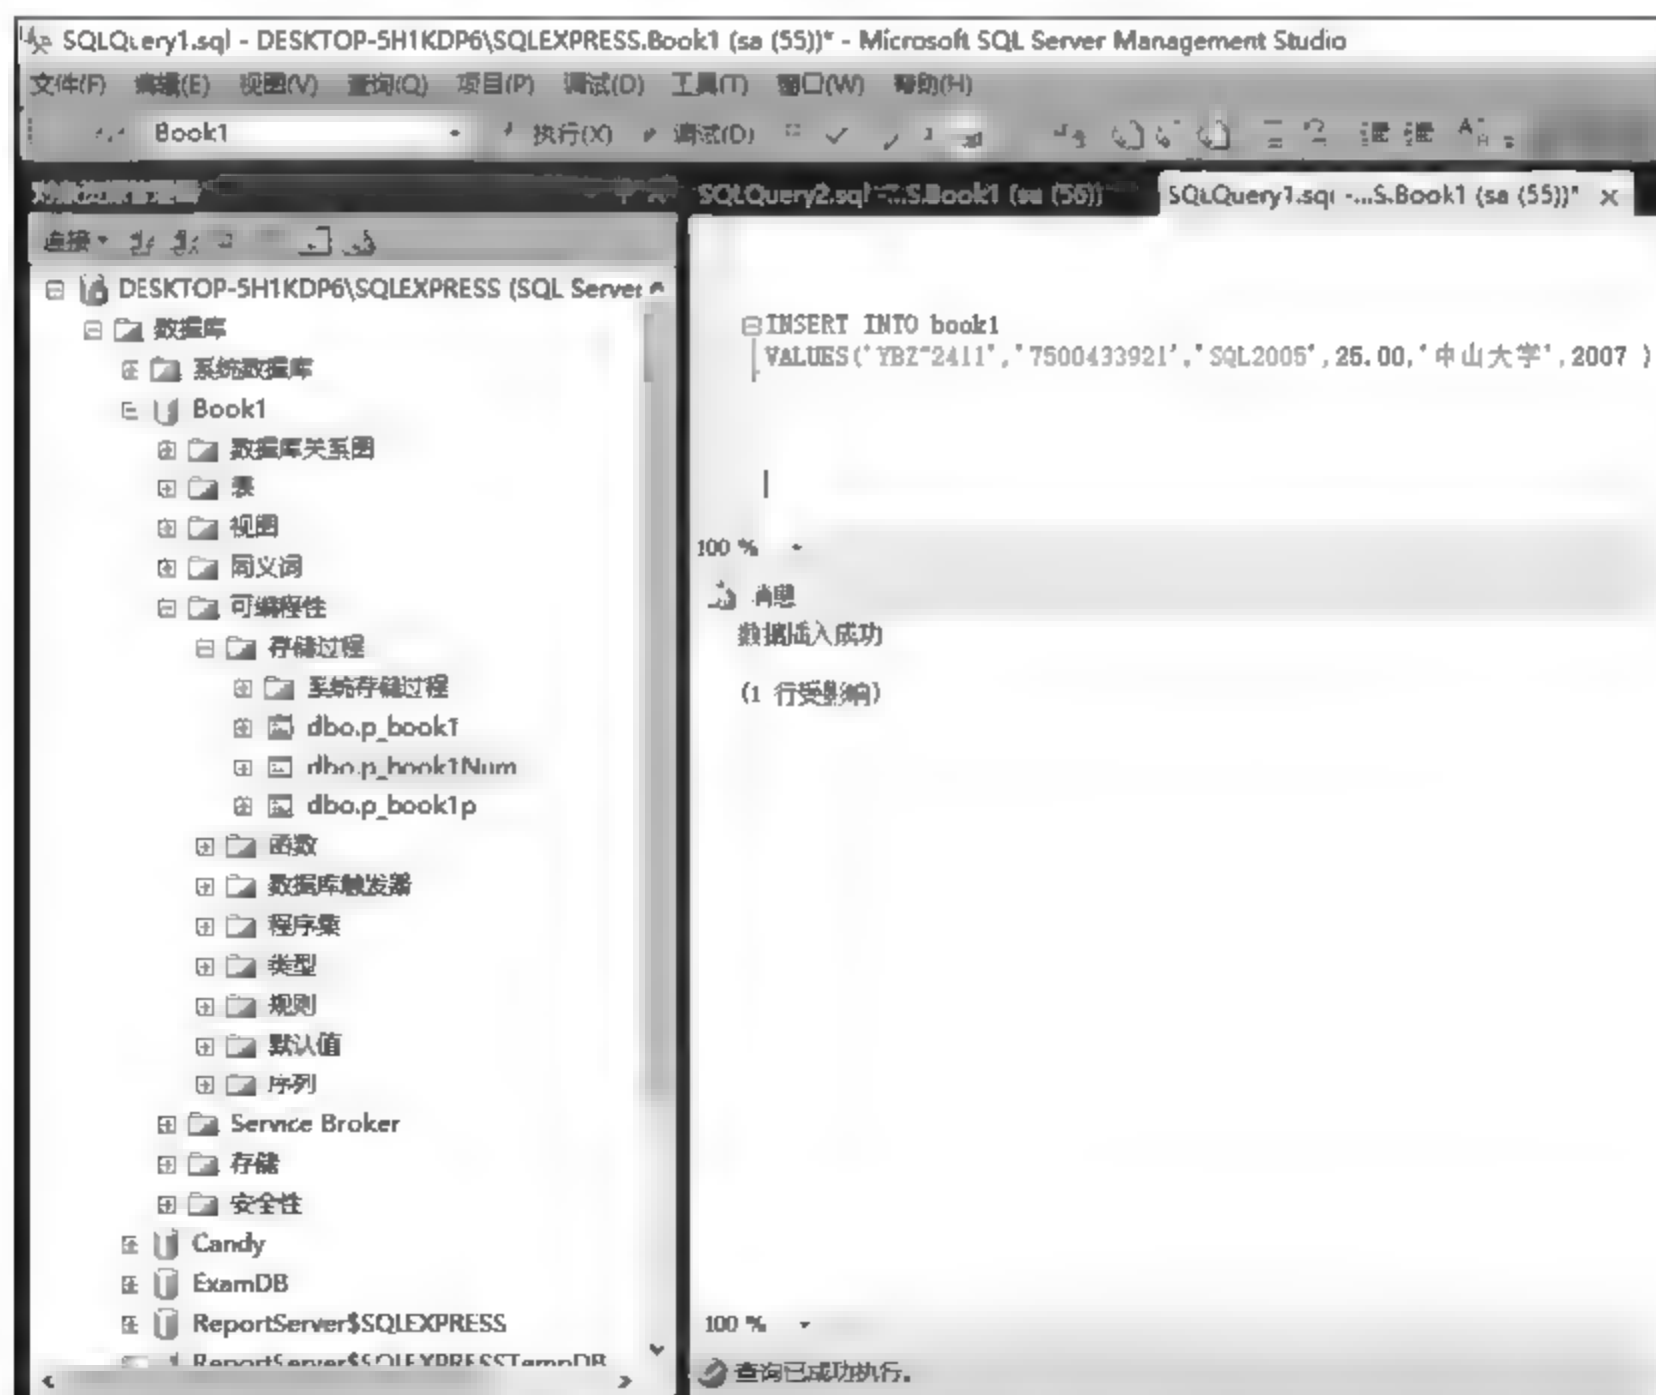 SQLQuery1.sql - DESKTOP-5H1KDP6\SQLEXPRESS.Book1 (sa (55))* - Microsoft SQL Server Management Studio
文件(F) 编辑(E) 视图(V) 查询(Q) 项目(P) 调试(D) 工具(T) 窗口(W) 帮助(H)
Book1 执行(X) 调试(D)
SQLQuery2.sql -...S.Book1 (sa (56)) SQLQuery1.sql -...S.Book1 (sa (55))* ×
连接
DESKTOP-5H1KDP6\SQLEXPRESS (SQL Server
数据库
系统数据库
Book1
数据库关系图
表
视图
同义词
可编程性
存储过程
系统存储过程
dbo.p_book1
dbo.p_book1Num
dbo.p_book1p
函数
数据库触发器
程序集
类型
规则
默认值
序列
Service Broker
存储
安全性
Candy
ExamDB
ReportServer$SQLEXPRESS
ReportServer$SQLEXPRESSTempDB
INSERT INTO book1
VALUES('YBZ-2411','7500433921','SQL2005',25.00,'中山大学',2007 )
100 %
消息
数据插入成功
(1 行受影响)
100 %
查询已成功执行。